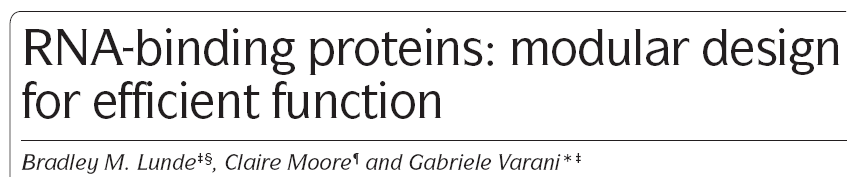 RNA-binding proteins: modular design
for efficient function
Bradley M. Lunde‡§, Claire Moore¶ and Gabriele Varani*‡